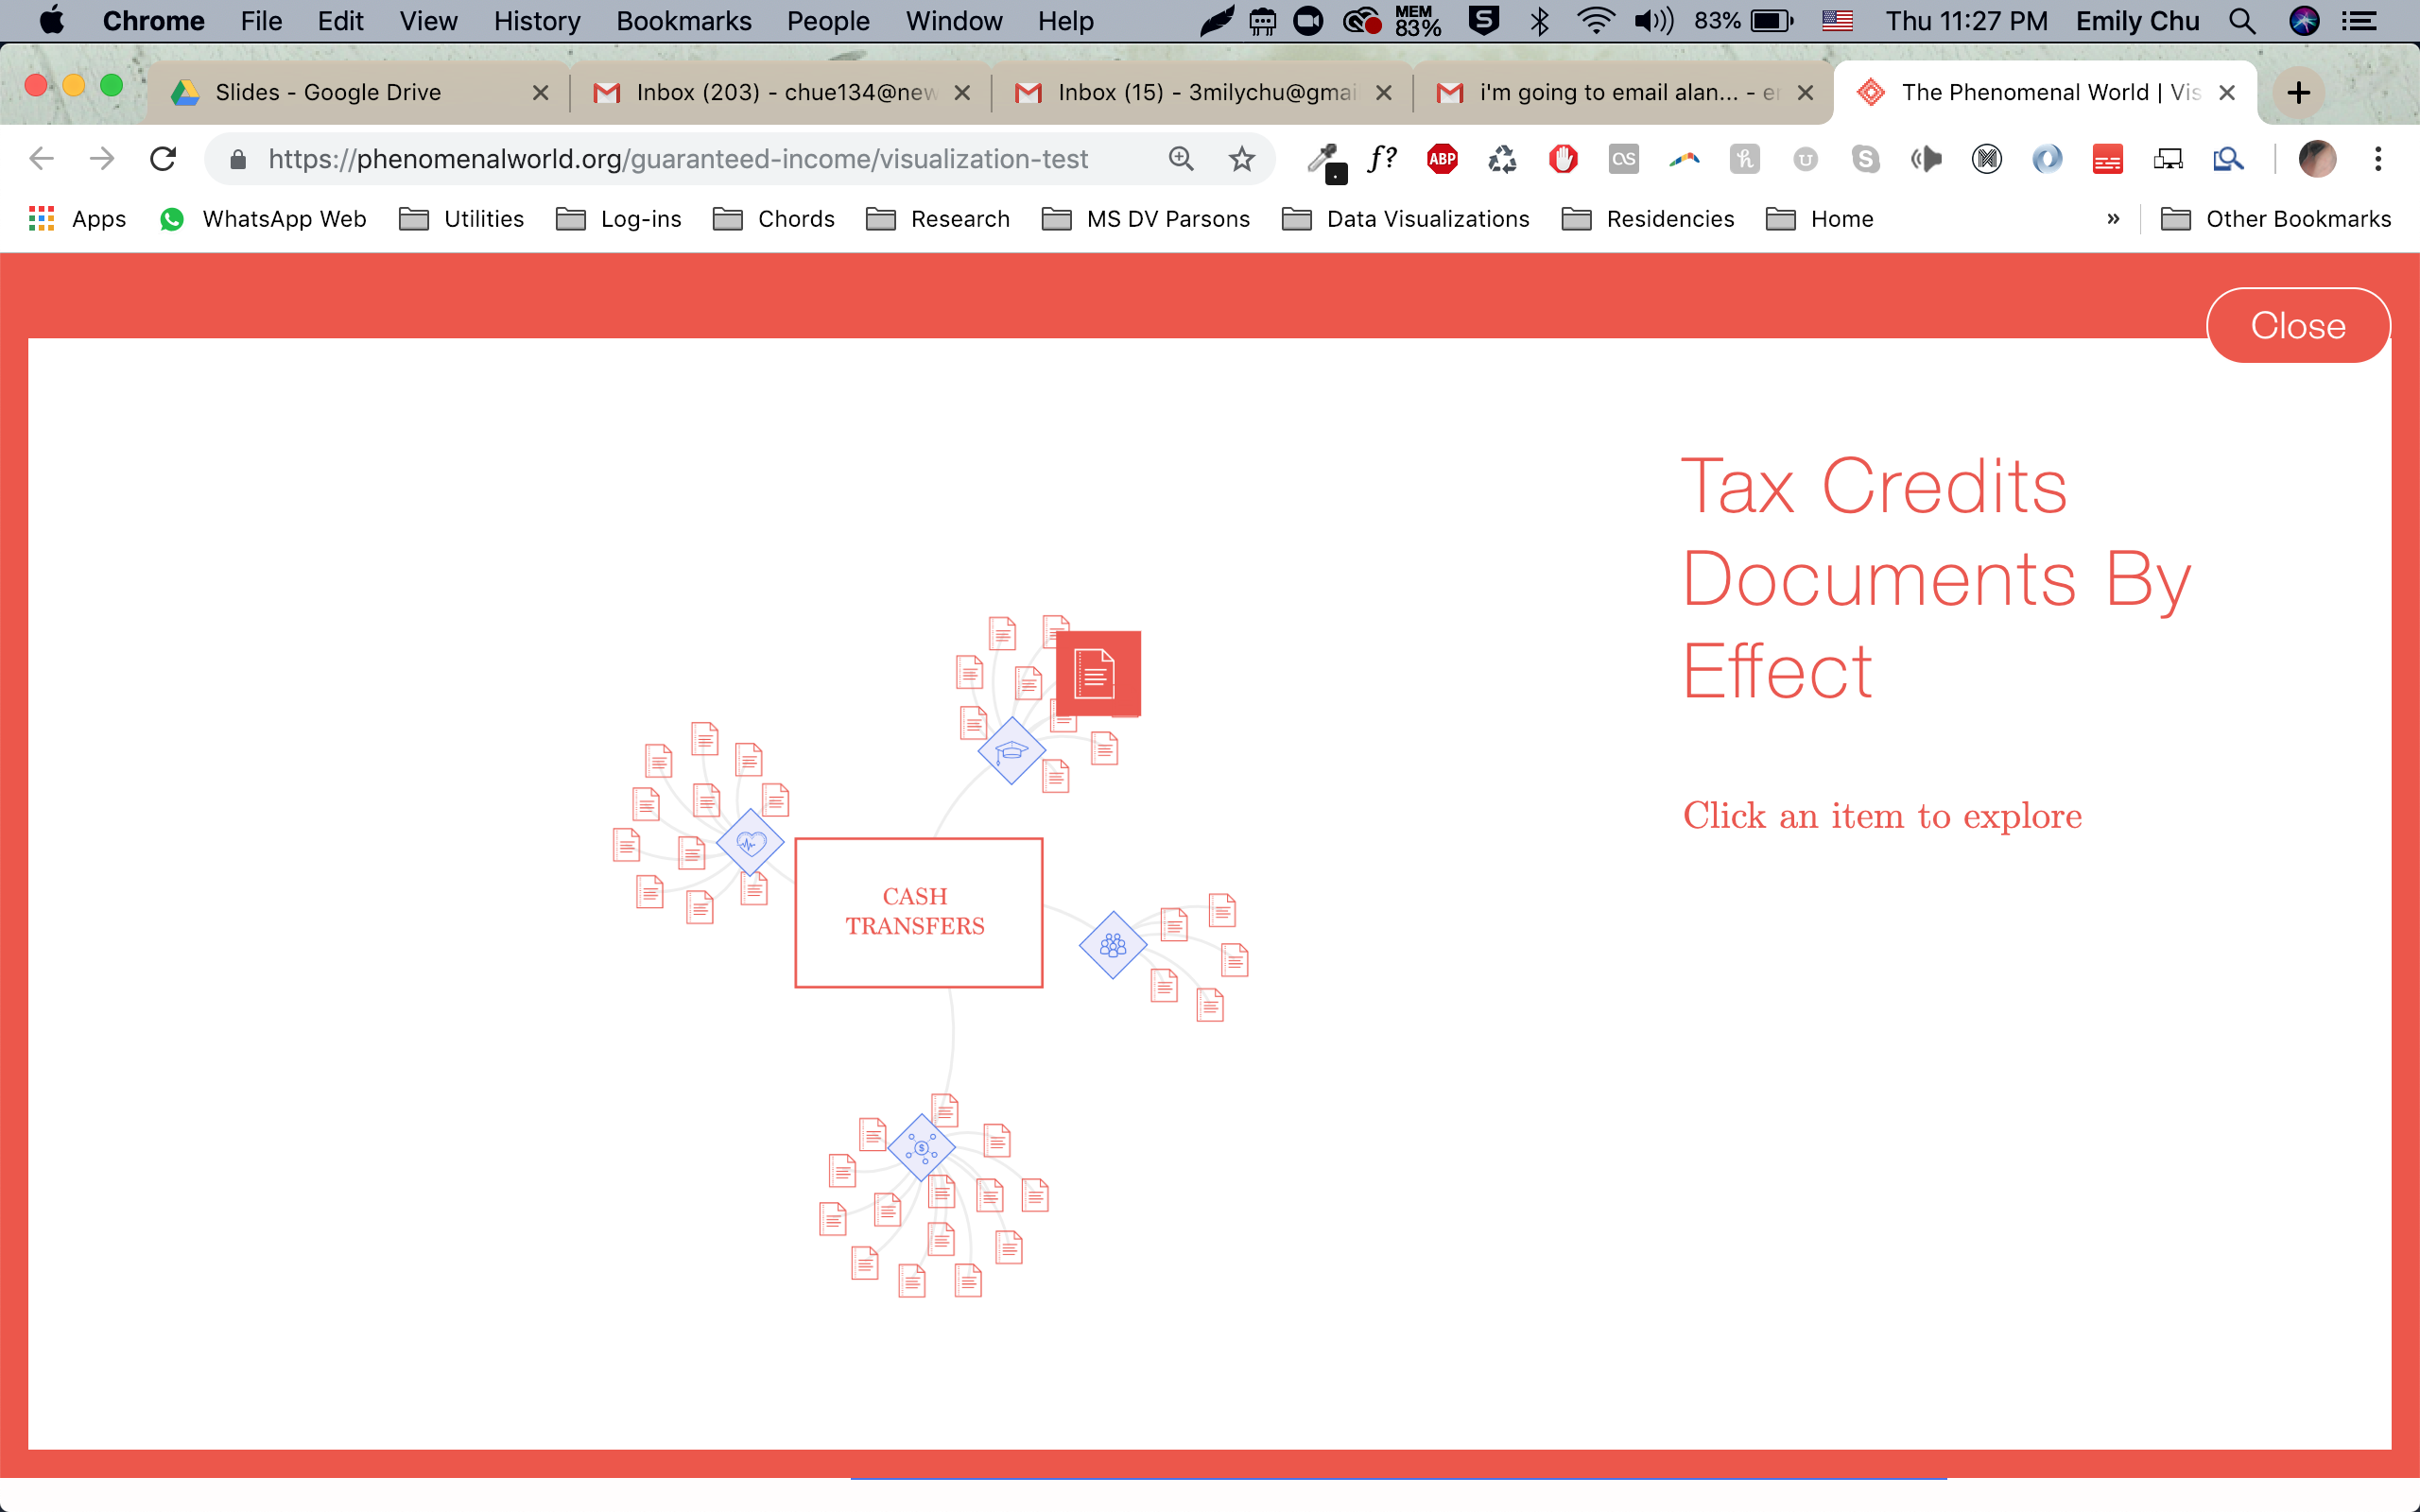 Chrome File Edit View History Bookmarks People Window Help MEM 83% S 83% Thu 11:27 PM Emily Chu
Slides - Google Drive Inbox (203) - chue134@new Inbox (15) - 3milychu@gmai i'm going to email alan... - The Phenomenal World | Vis
https://phenomenalworld.org/guaranteed-income/visualization-test f? ABP S
Apps WhatsApp Web Utilities Log-ins Chords Research MS DV Parsons Data Visualizations Residencies Home » Other Bookmarks
Close
Tax Credits
Documents By
Effect
Click an item to explore
CASH
TRANSFERS
$